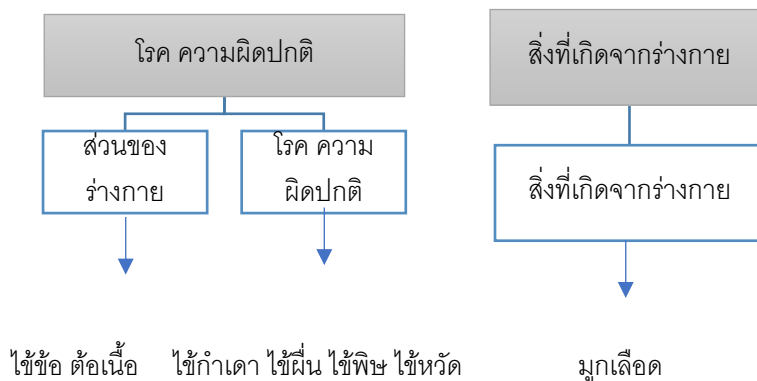 โรค ความผิดปกติ
สิ่งที่เกิดจากร่างกาย
ส่วนของ
ร่างกาย
โรค ความ
ผิดปกติ
สิ่งที่เกิดจากร่างกาย
ไข้ข้อ ต้อเนื้อ
ไข้กำเดา ไข้ผื่น ไข้พิษ ไข้หวัด
มูกเลือด